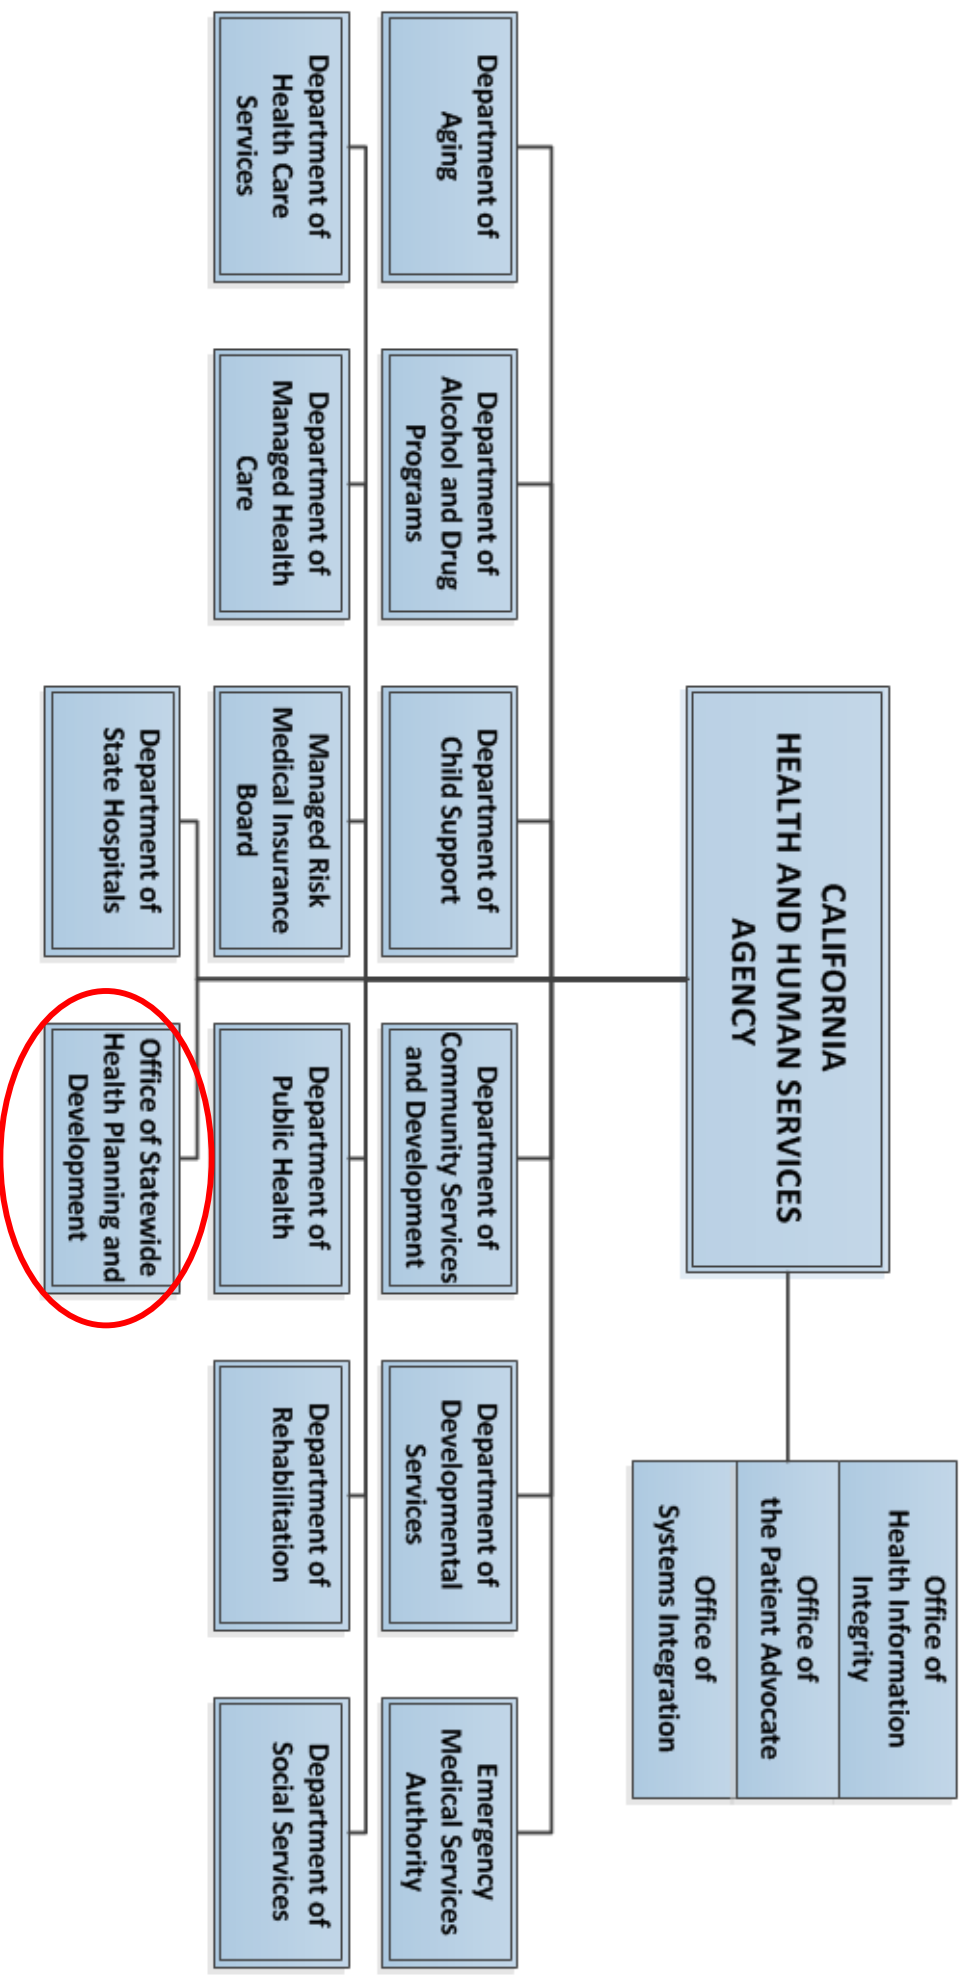 CALIFORNIA
HEALTH AND HUMAN SERVICES
AGENCY
Office of
Health Information
Integrity
Office of
the Patient Advocate
Office of
Systems Integration
Department of
Aging
Department of
Alcohol and Drug
Programs
Department of
Child Support
Department of
Community Services
and Development
Department of
Developmental
Services
Emergency
Medical Services
Authority
Department of
Health Care
Services
Department of
Managed Health
Care
Managed Risk
Medical Insurance
Board
Department of
Public Health
Department of
Rehabilitation
Department of
Social Services
Department of
State Hospitals
Office of Statewide
Health Planning and
Development